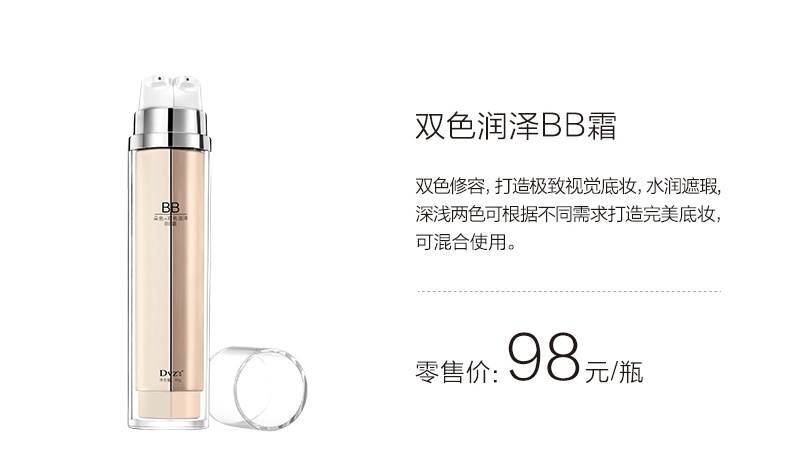 双色润泽BB霜
双色修容，打造极致视觉底妆，水润遮瑕，
深浅两色可根据不同需求打造完美底妆，
可混合使用。
零售价：98元/瓶
BB